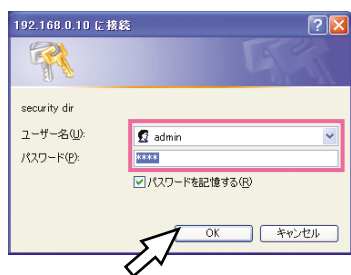 192.168.0.10 に接続
security dir
ユーザー名(U):
admin
パスワード(P):
****
パスワードを記憶する(R)
OK
キャンセル